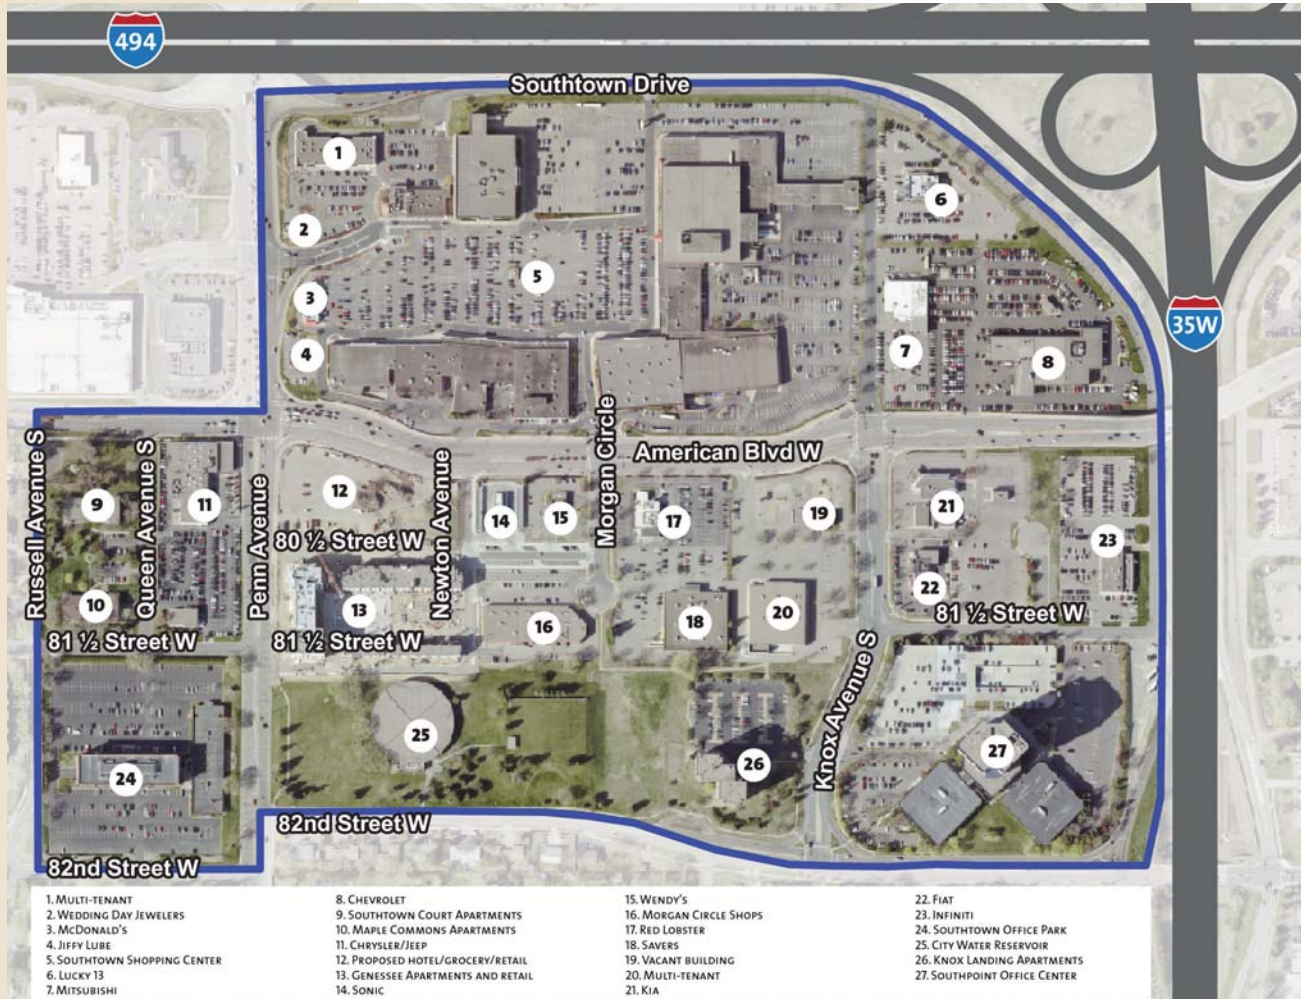 494
Southtown Drive
1
2
3
4
5
6
7
8
35W
Russell Avenue S
Queen Avenue S
Penn Avenue
Newton Avenue
Morgan Circle
American Blvd W
Knox Avenue S
9
10
11
12
80 ½ Street W
13
14
15
16
17
18
19
20
21
22
23
81 ½ Street W
81 ½ Street W
81 ½ Street W
24
25
26
27
82nd Street W
82nd Street W
1. MULTI-TENANT
2. WEDDING DAY JEWELERS
3. MCDONALD'S
4. JIFFY LUBE
5. SOUTHTOWN SHOPPING CENTER
6. LUCKY 13
7. MITSUBISHI
8. CHEVROLET
9. SOUTHTOWN COURT APARTMENTS
10. MAPLE COMMONS APARTMENTS
11. CHRYSLER/JEEP
12. PROPOSED HOTEL/GROCERY/RETAIL
13. GENESSEE APARTMENTS AND RETAIL
14. SONIC
15. WENDY'S
16. MORGAN CIRCLE SHOPS
17. RED LOBSTER
18. SAVERS
19. VACANT BUILDING
20. MULTI-TENANT
21. KIA
22. FIAT
23. INFINITI
24. SOUTHTOWN OFFICE PARK
25. CITY WATER RESERVOIR
26. KNOX LANDING APARTMENTS
27. SOUTHPOINT OFFICE CENTER